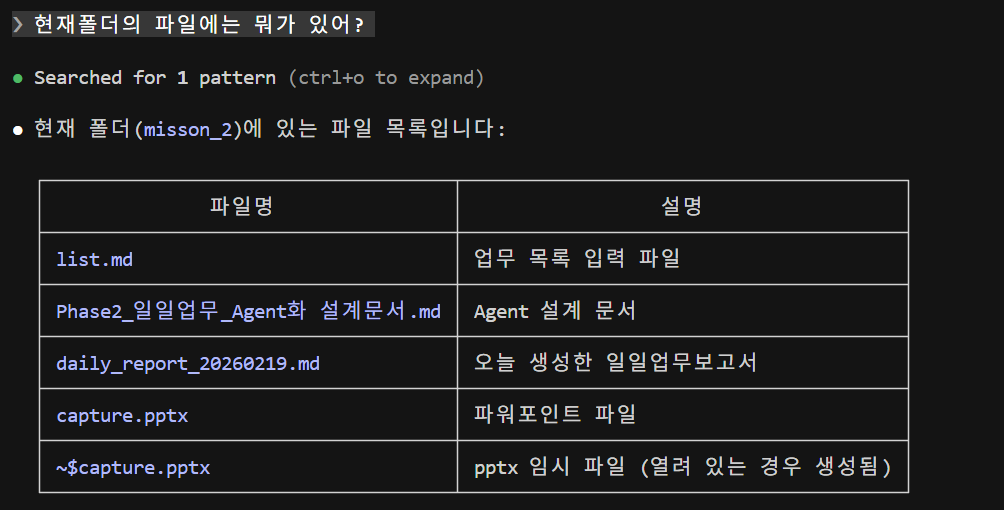 > 현재폴더의 파일에는 뭐가 있어?
● Searched for 1 pattern (ctrl+o to expand)
● 현재 폴더(misson_2)에 있는 파일 목록입니다:
파일명 설명
list.md 업무 목록 입력 파일
Phase2_일일업무_Agent화 설계문서.md Agent 설계 문서
daily_report_20260219.md 오늘 생성한 일일업무보고서
capture.pptx 파워포인트 파일
~$capture.pptx pptx 임시 파일 (열려 있는 경우 생성됨)